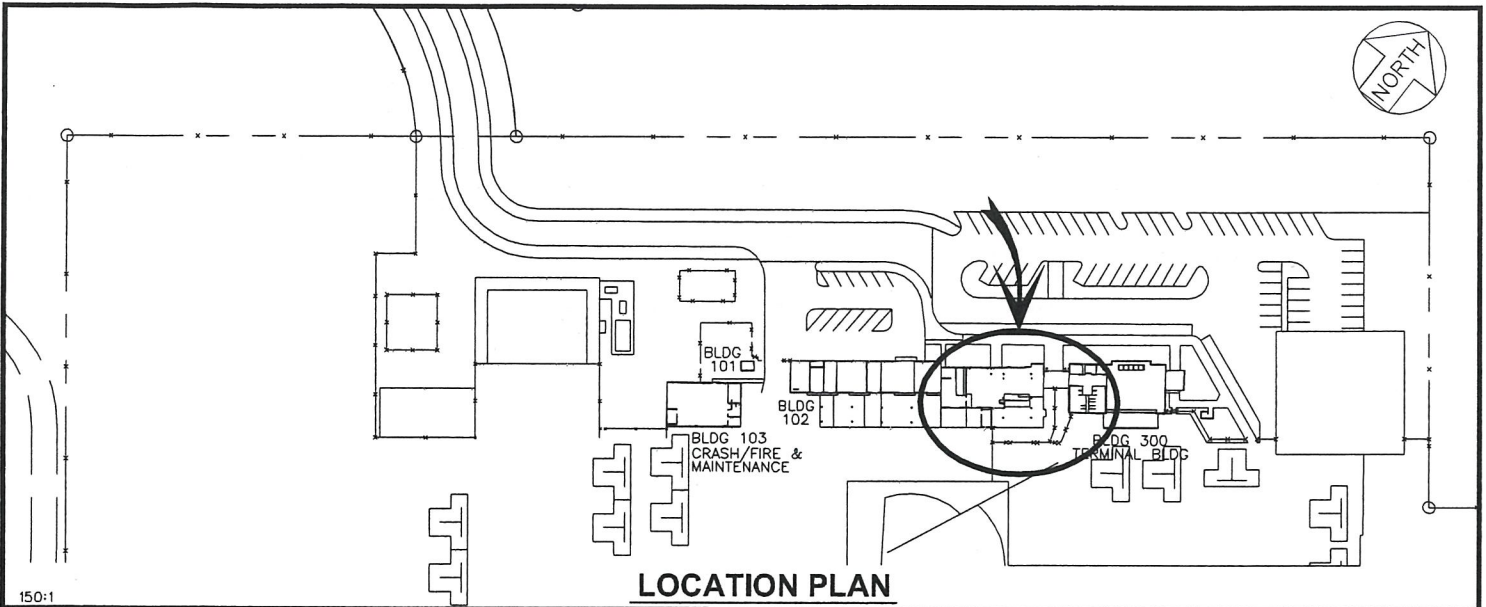 NORTH
BLDG
101
BLDG
102
BLDG 103
CRASH/FIRE &
MAINTENANCE
BLDG 300
TERMINAL BLDG
LOCATION PLAN
150:1